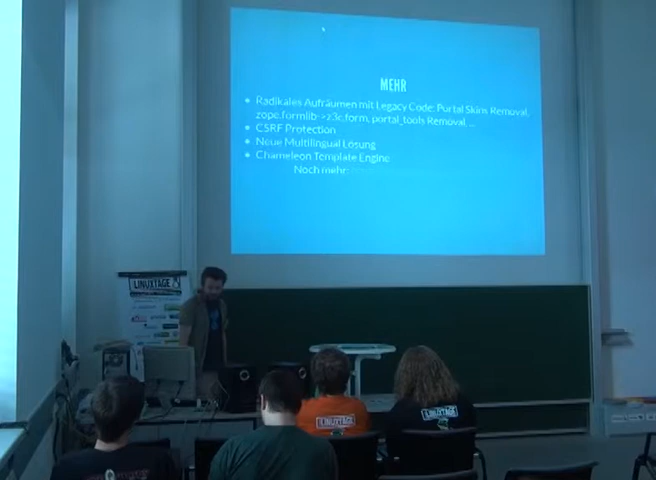 MEHR
• Radikales Aufräumen mit Legacy Code: Portal Skins Removal,
zope.formlib->z3c.form, portal_tools Removal, ...
• CSRF Protection
• Neue Multilingual Lösung
• Chameleon Template Engine
Noch mehr:
LINUXTAGE
LINUXTAGE
LINUXTAGE